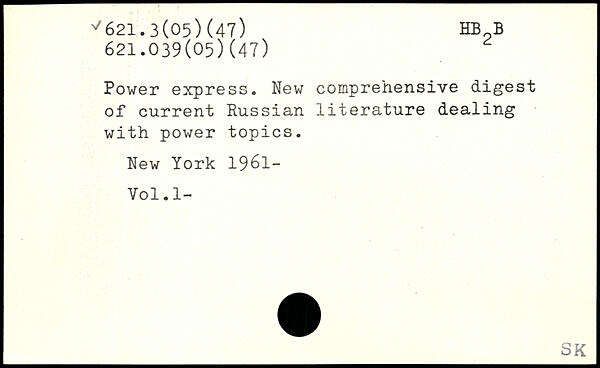 ✓621.3(05)(47) HB₂B
621.039(05)(47)
Power express. New comprehensive digest
of current Russian literature dealing
with power topics.
New York 1961-
Vol.1-
SK